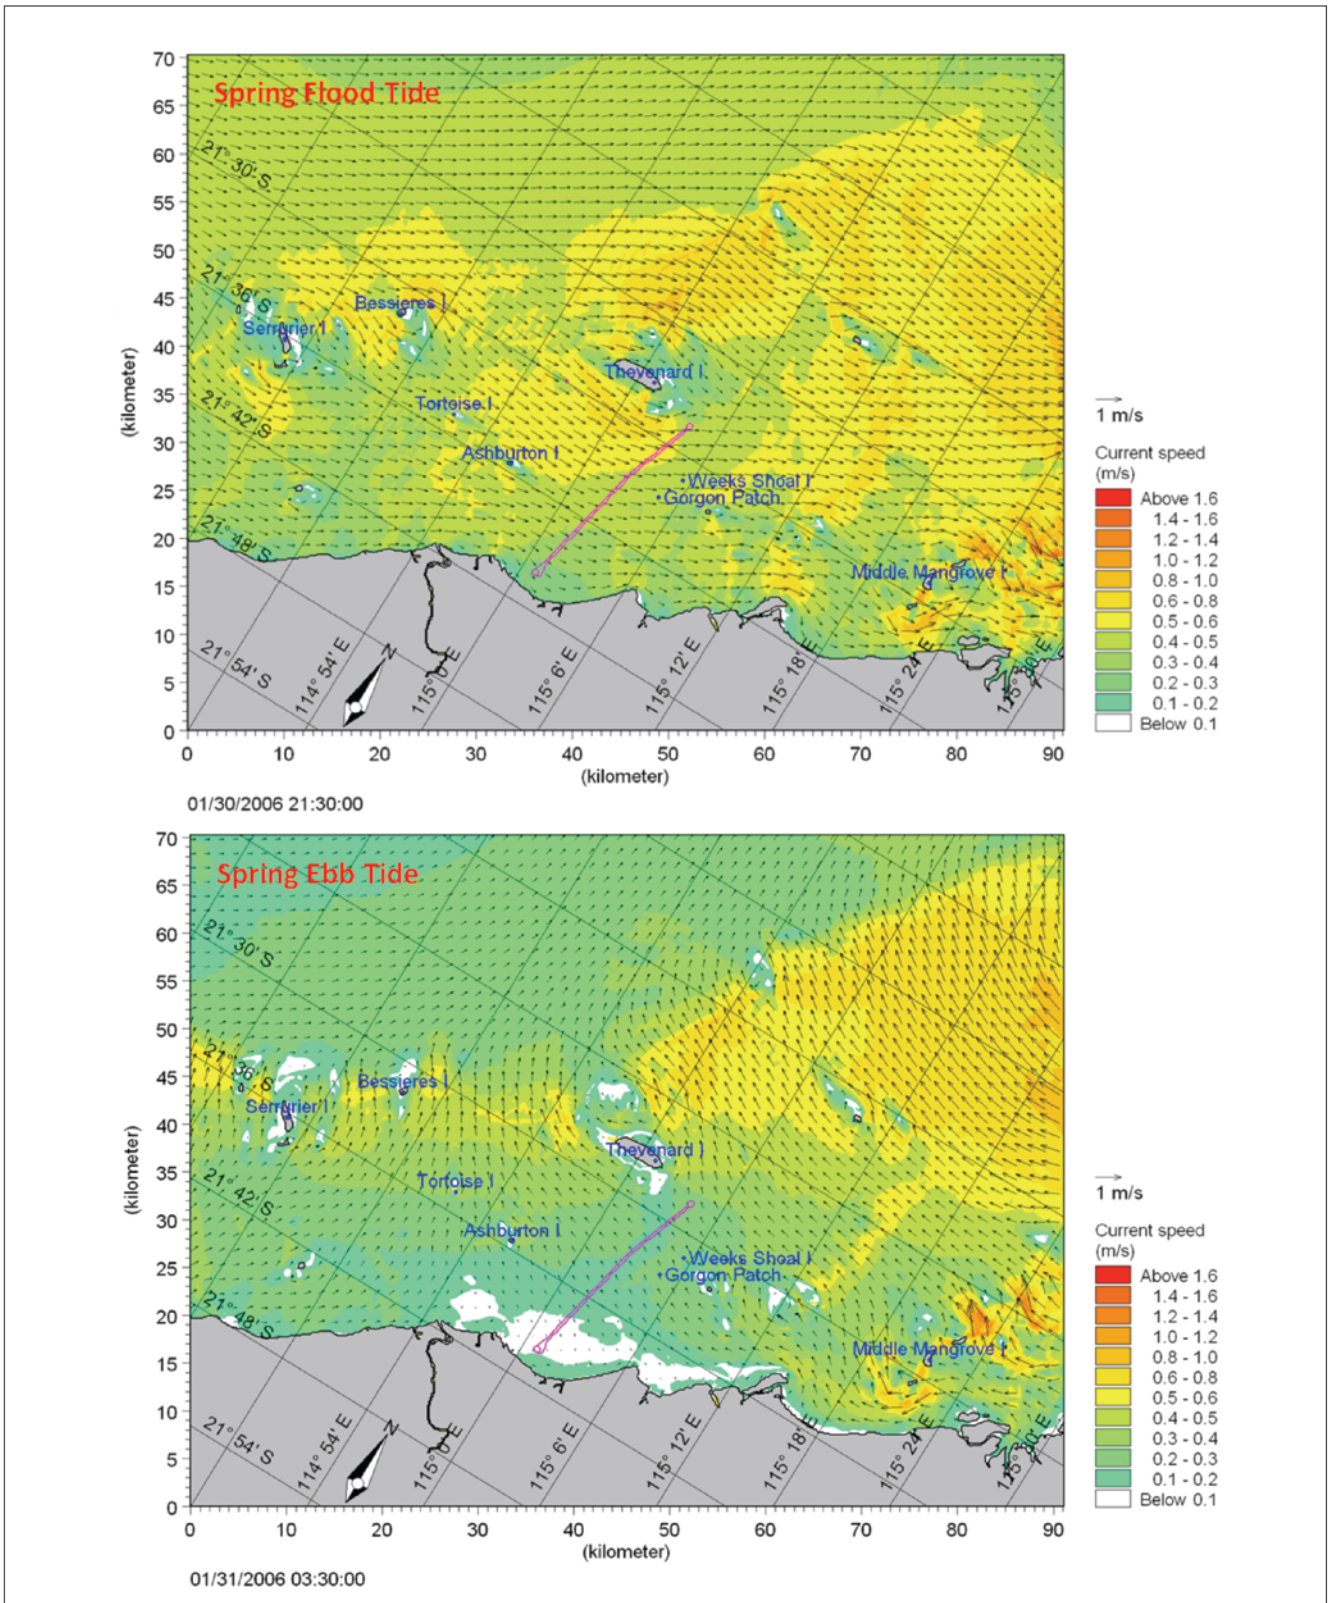 Spring Flood Tide
70
65
60
55
50
45
40
35
30
25
20
15
10
5
0
(kilometer)
21° 30' S
21° 36' S
21° 42' S
21° 48' S
21° 54' S
Bessieres I
Serrurier I
Thevenard I
Tortoise I
Ashburton I
Weeks Shoal I
Gorgon Patch
Middle Mangrove I
114° 54' E
115° 0' E
115° 6' E
115° 12' E
115° 18' E
115° 24' E
115° 30' E
N
0 10 20 30 40 50 60 70 80 90
(kilometer)
01/30/2006 21:30:00
1 m/s
Current speed
(m/s)
Above 1.6
1.4 - 1.6
1.2 - 1.4
1.0 - 1.2
0.8 - 1.0
0.6 - 0.8
0.5 - 0.6
0.4 - 0.5
0.3 - 0.4
0.2 - 0.3
0.1 - 0.2
Below 0.1
Spring Ebb Tide
70
65
60
55
50
45
40
35
30
25
20
15
10
5
0
(kilometer)
21° 30' S
21° 36' S
21° 42' S
21° 48' S
21° 54' S
Bessieres I
Serrurier I
Thevenard I
Tortoise I
Ashburton I
Weeks Shoal I
Gorgon Patch
Middle Mangrove I
114° 54' E
115° 0' E
115° 6' E
115° 12' E
115° 18' E
115° 24' E
115° 30' E
N
0 10 20 30 40 50 60 70 80 90
(kilometer)
01/31/2006 03:30:00
1 m/s
Current speed
(m/s)
Above 1.6
1.4 - 1.6
1.2 - 1.4
1.0 - 1.2
0.8 - 1.0
0.6 - 0.8
0.5 - 0.6
0.4 - 0.5
0.3 - 0.4
0.2 - 0.3
0.1 - 0.2
Below 0.1